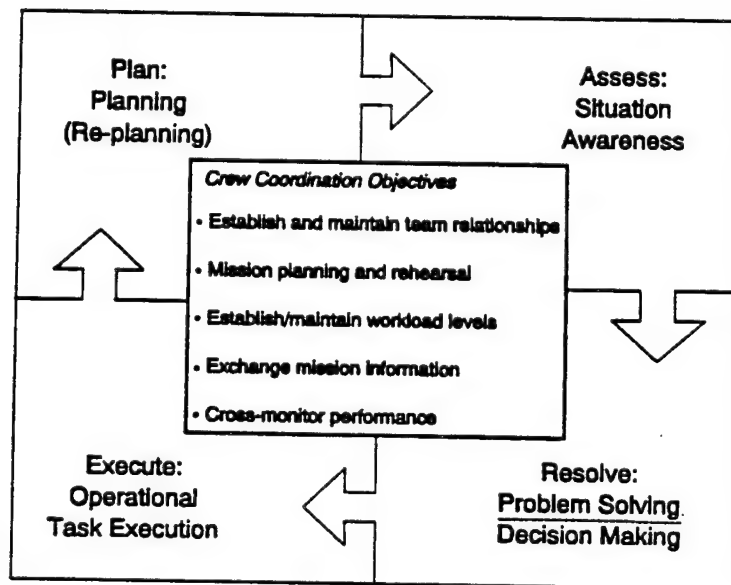 Plan:
Planning
(Re-planning)
Assess:
Situation
Awareness
Crew Coordination Objectives
• Establish and maintain team relationships
• Mission planning and rehearsal
• Establish/maintain workload levels
• Exchange mission information
• Cross-monitor performance
Execute:
Operational
Task Execution
Resolve:
Problem Solving
Decision Making